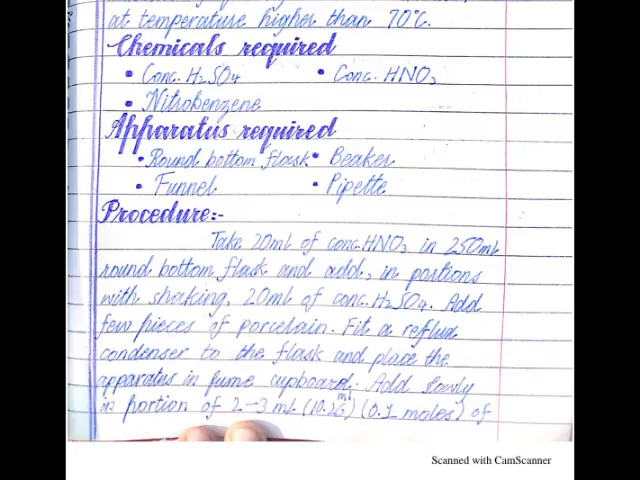 at temperature higher than 70°C.
Chemicals required
• Conc. H₂SO₄ • Conc. HNO₃
• Nitrobenzene
Apparatus required
• Round bottom flask • Beaker
• Funnel • Pipette
Procedure:-
Take 20ml of conc. HNO₃ in 250ml
round bottom flask and add, in portions
with shaking, 20ml of conc. H₂SO₄. Add
few pieces of porcelain. Fit a reflux
condenser to the flask and place the
apparatus in fume cupboard. Add slowly
in portion of 2-3 ml (10.26 ml) (0.1 moles) of
Scanned with CamScanner